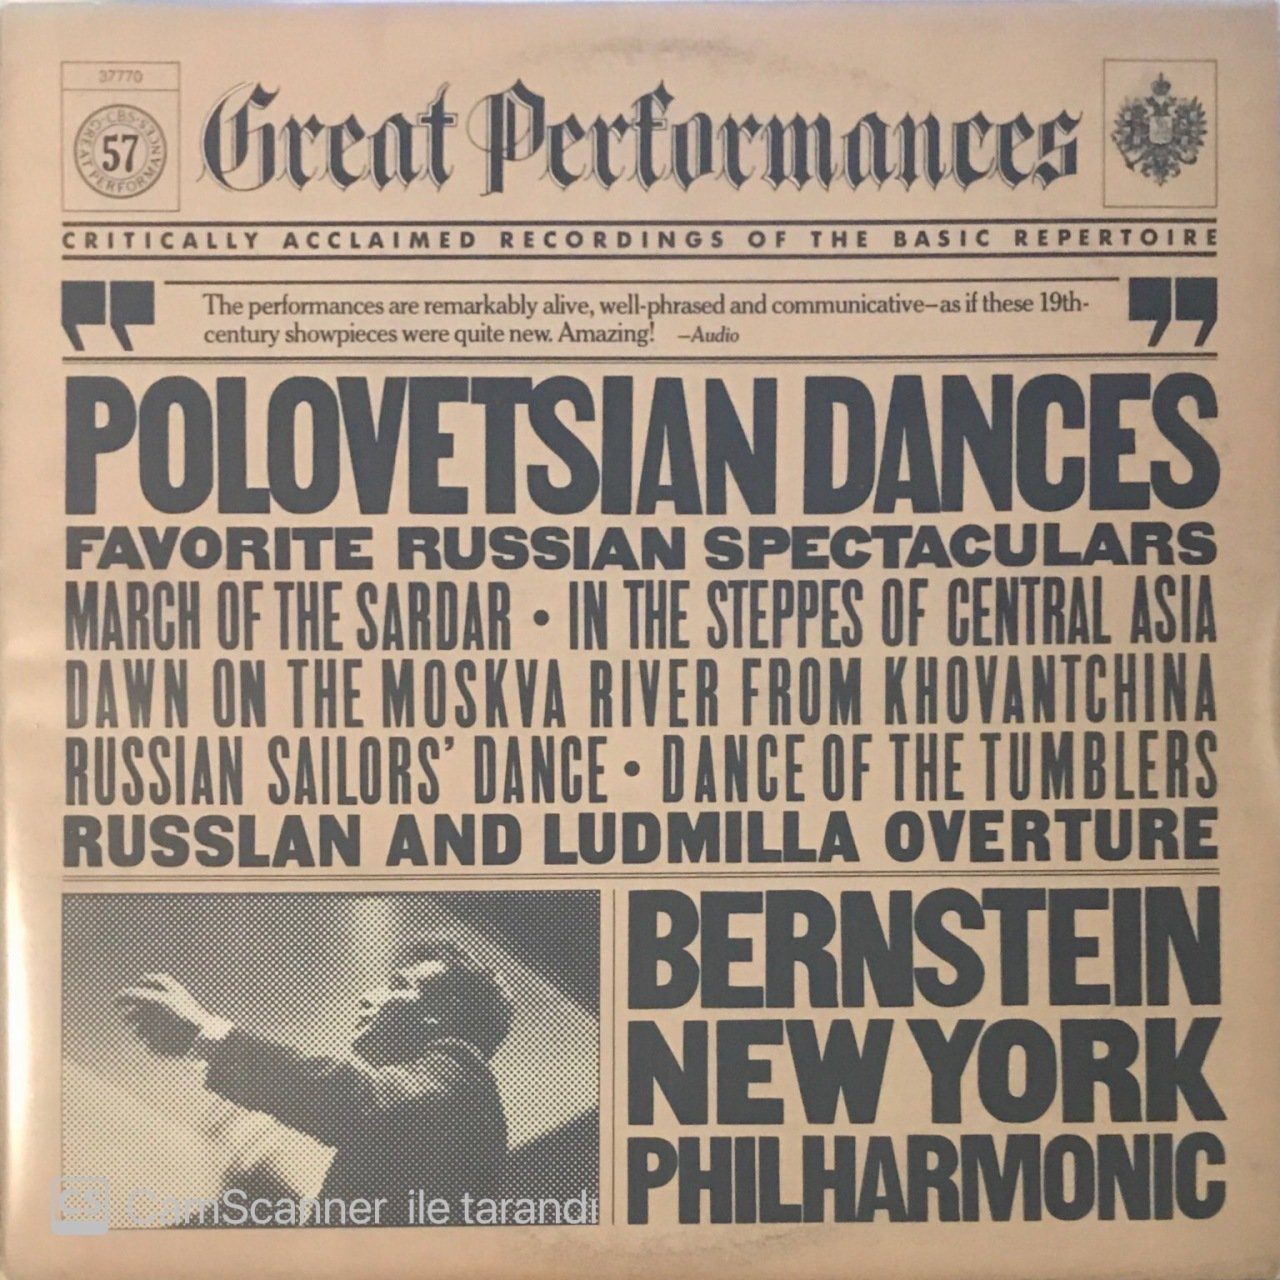 37770
CBS GREAT PERFORMANCES
57
Great Performances
CRITICALLY ACCLAIMED RECORDINGS OF THE BASIC REPERTOIRE
"The performances are remarkably alive, well-phrased and communicative—as if these 19th-
century showpieces were quite new. Amazing! —Audio"
POLOVETSIAN DANCES
FAVORITE RUSSIAN SPECTACULARS
MARCH OF THE SARDAR • IN THE STEPPES OF CENTRAL ASIA
DAWN ON THE MOSKVA RIVER FROM KHOVANTCHINA
RUSSIAN SAILORS' DANCE • DANCE OF THE TUMBLERS
RUSSLAN AND LUDMILLA OVERTURE
BERNSTEIN
NEW YORK
PHILHARMONIC
CS CamScanner ile tarandı